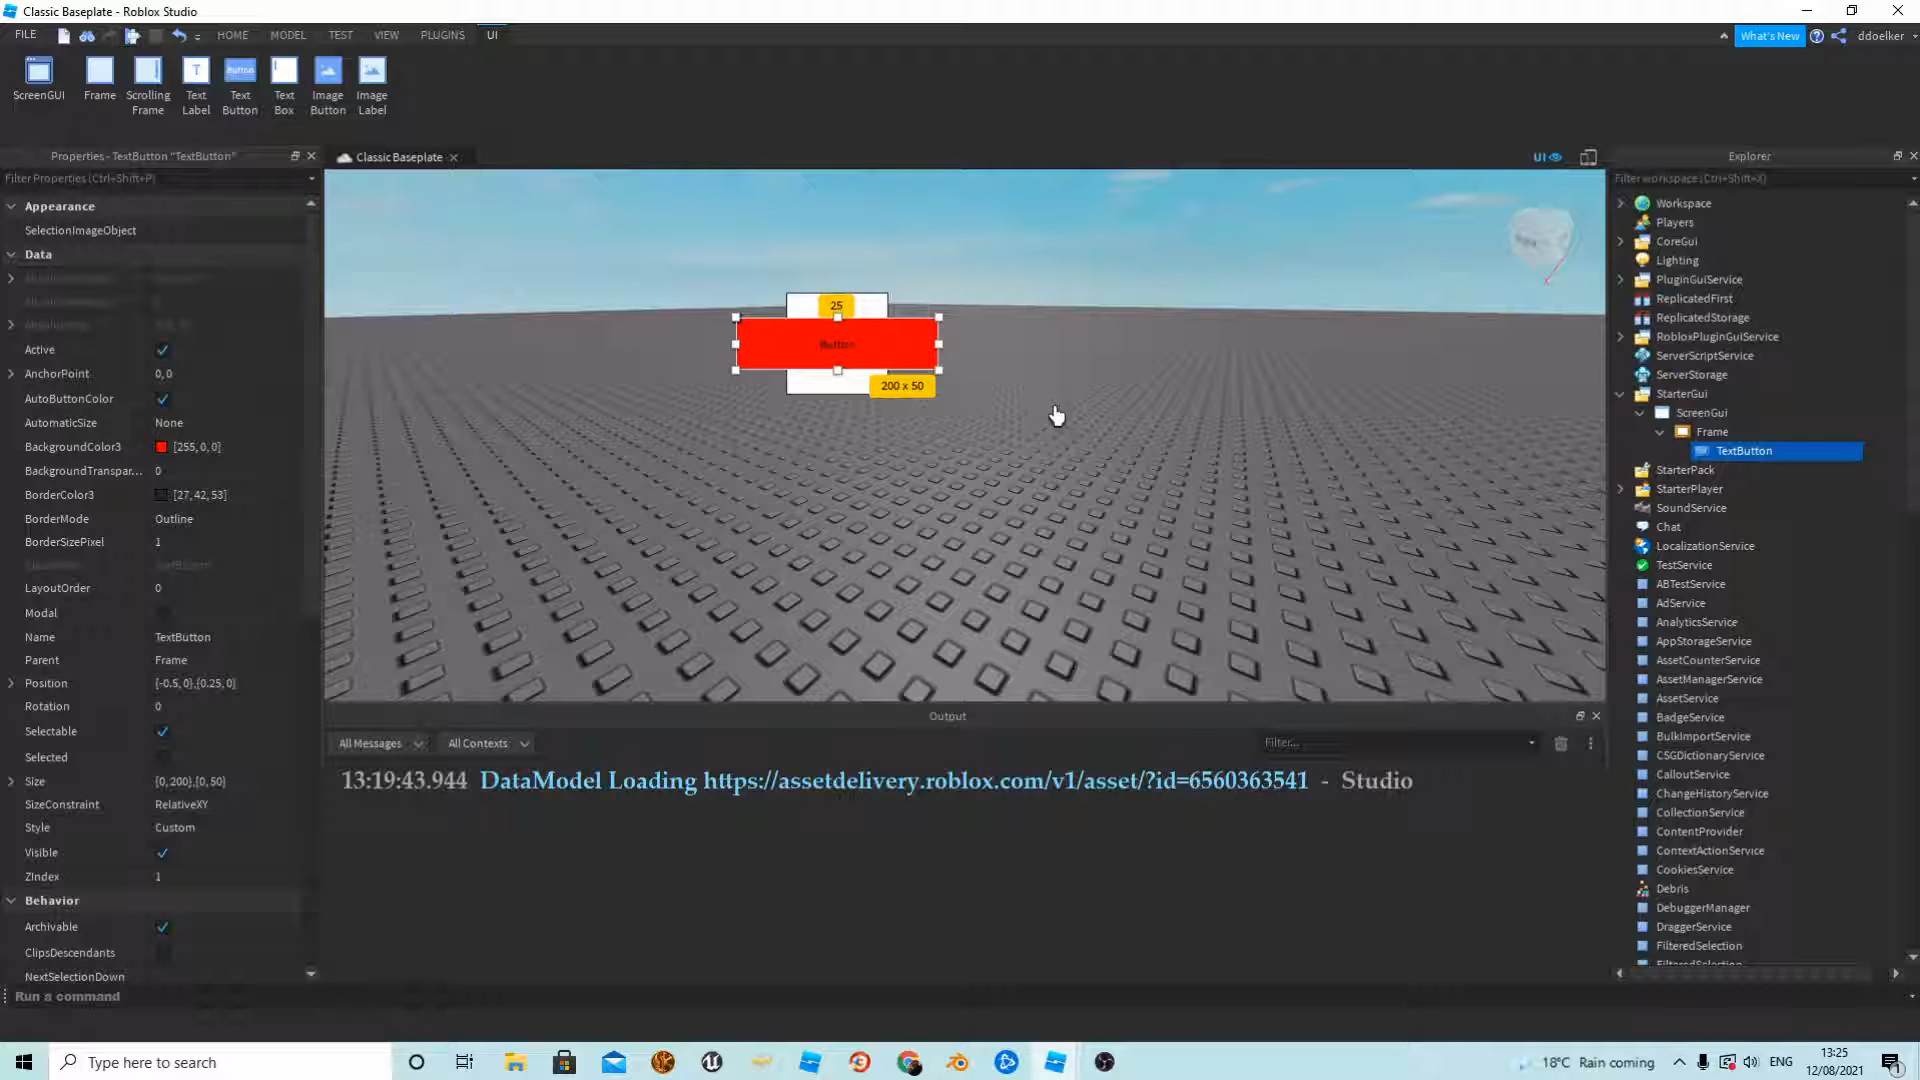 Classic Baseplate - Roblox Studio
FILE
HOME
MODEL
TEST
VIEW
PLUGINS
UI
What's New
ddoelker
ScreenGUI
Frame
Scrolling
Frame
Text
Label
Button
Text
Button
Text
Box
Image
Button
Image
Label
Properties - TextButton "TextButton"
Filter Properties (Ctrl+Shift+P)
Appearance
SelectionImageObject
Data
Active
AnchorPoint 0, 0
AutoButtonColor
AutomaticSize None
BackgroundColor3 [255, 0, 0]
BackgroundTranspar... 0
BorderColor3 [27, 42, 53]
BorderMode Outline
BorderSizePixel 1
LayoutOrder 0
Modal
Name TextButton
Parent Frame
Position {-0.5, 0},{0.25, 0}
Rotation 0
Selectable
Selected
Size {0, 200},{0, 50}
SizeConstraint RelativeXY
Style Custom
Visible
ZIndex 1
Behavior
Archivable
ClipsDescendants
NextSelectionDown
Run a command
Classic Baseplate
UI
25
Button
200 x 50
Output
All Messages
All Contexts
Filter...
13:19:43.944 DataModel Loading https://assetdelivery.roblox.com/v1/asset/?id=6560363541 - Studio
Explorer
Filter workspace (Ctrl+Shift+X)
Workspace
Players
CoreGui
Lighting
PluginGuiService
ReplicatedFirst
ReplicatedStorage
RobloxPluginGuiService
ServerScriptService
ServerStorage
StarterGui
ScreenGui
Frame
TextButton
StarterPack
StarterPlayer
SoundService
Chat
LocalizationService
TestService
ABTestService
AdService
AnalyticsService
AppStorageService
AssetCounterService
AssetManagerService
AssetService
BadgeService
BulkImportService
CSGDictionaryService
CalloutService
ChangeHistoryService
CollectionService
ContentProvider
ContextActionService
CookiesService
Debris
DebuggerManager
DraggerService
FilteredSelection
Type here to search
18°C Rain coming
ENG
13:25
12/08/2021